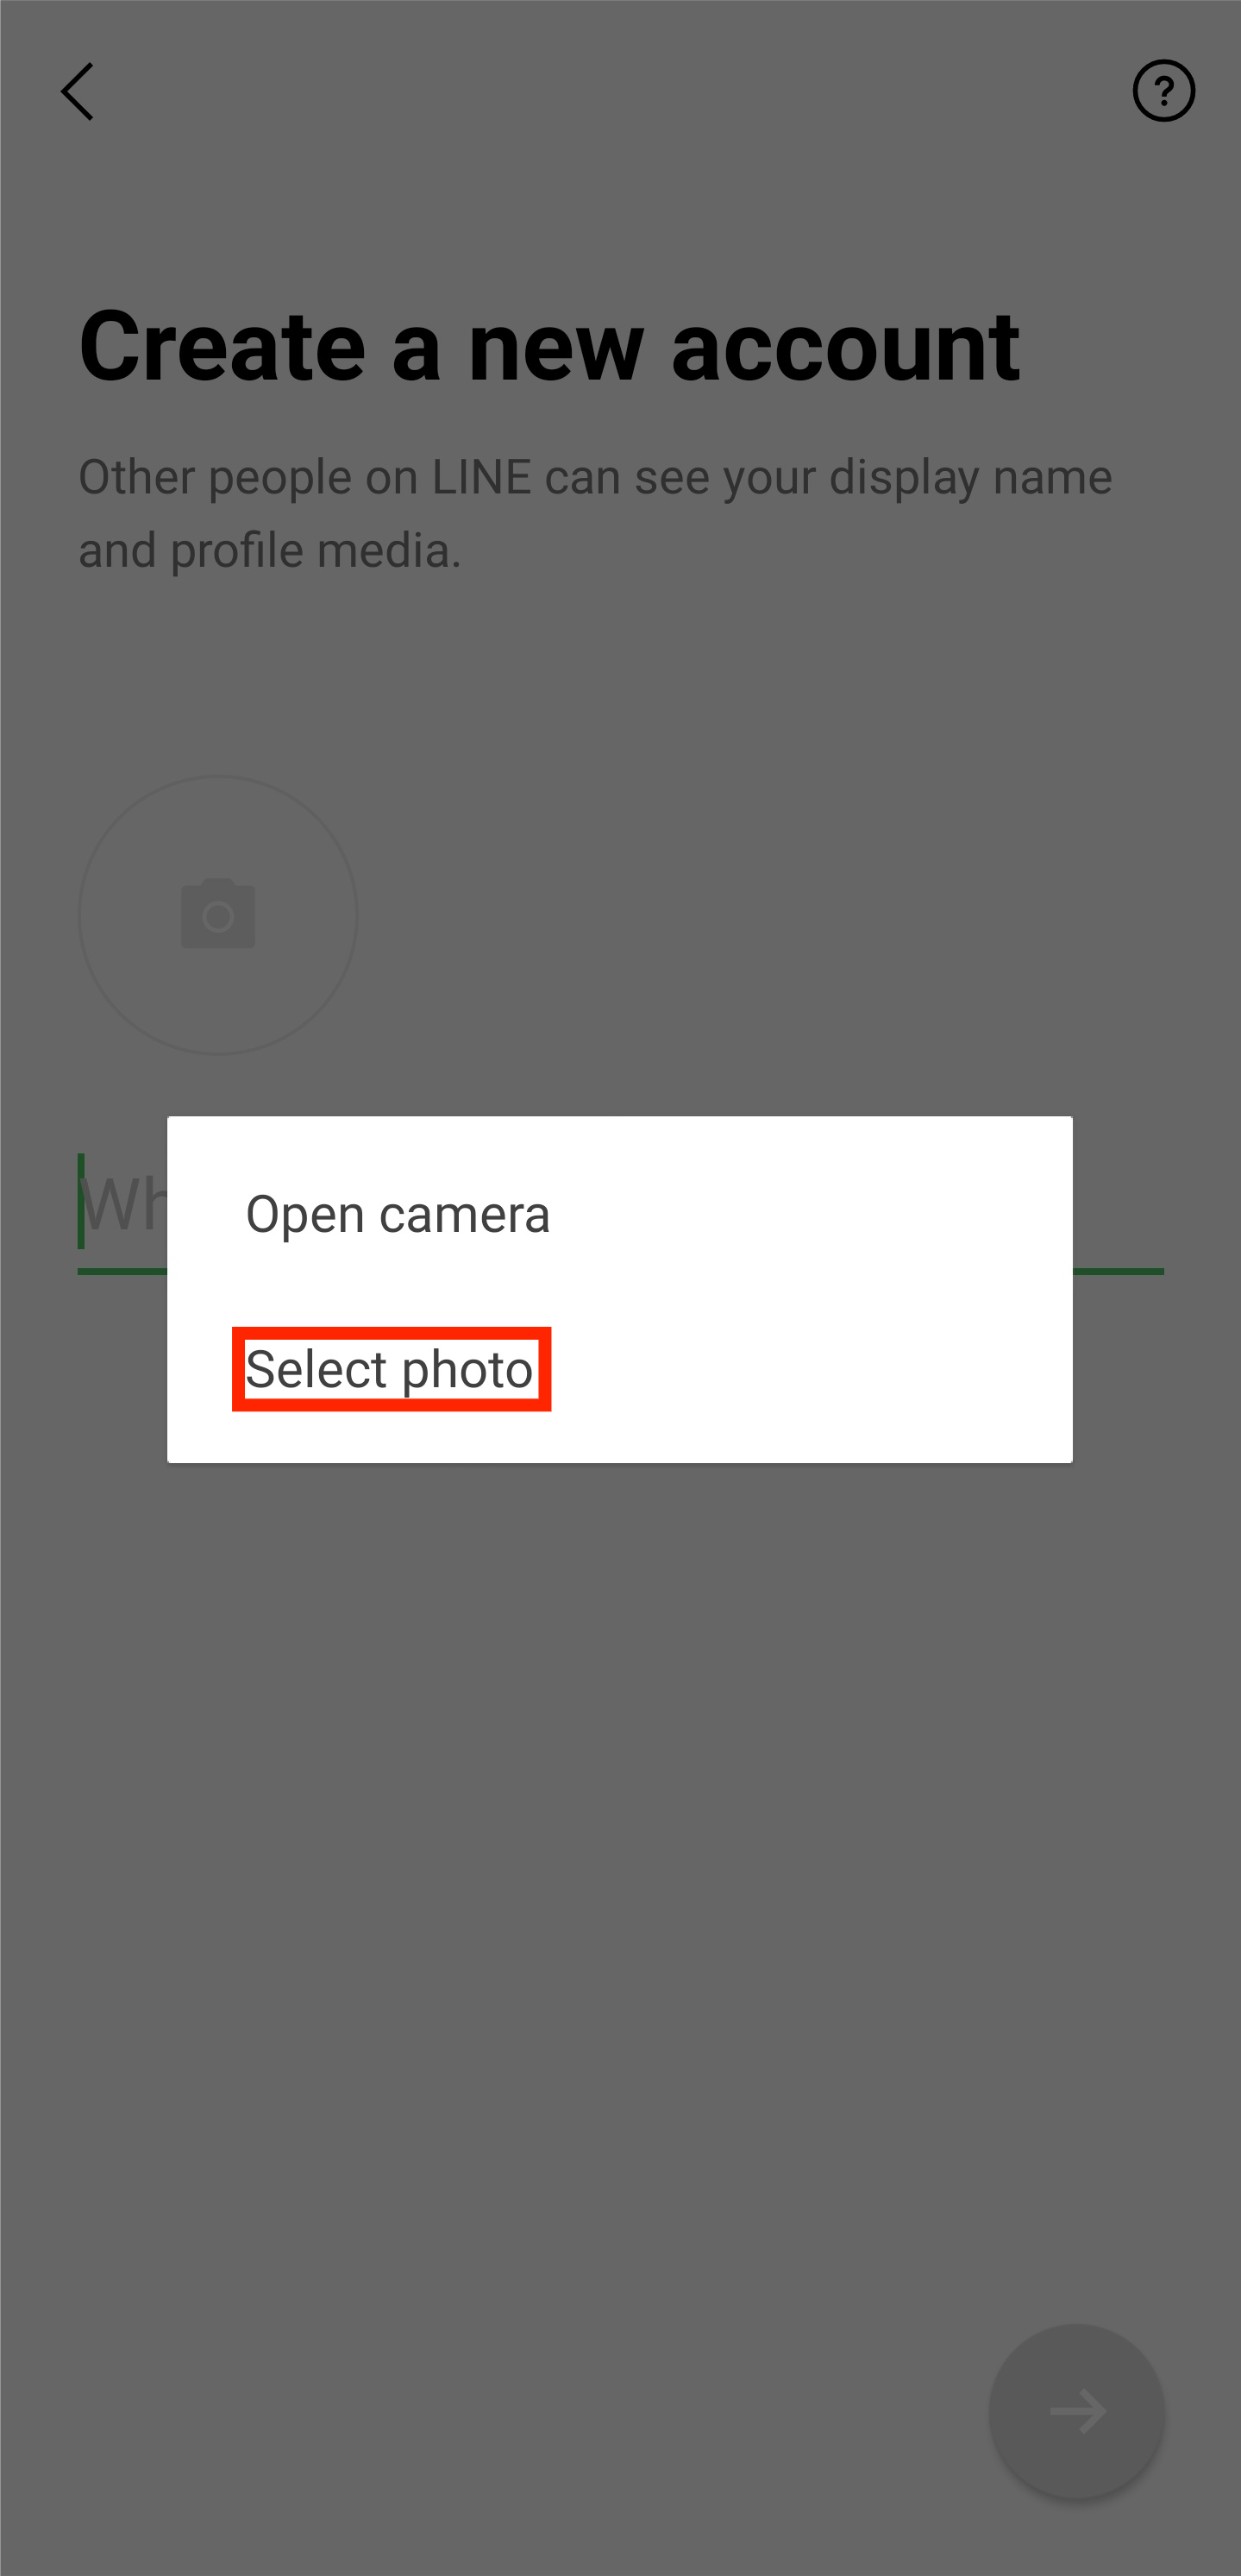 Create a new account
Other people on LINE can see your display name
and profile media.
Open camera
Select photo